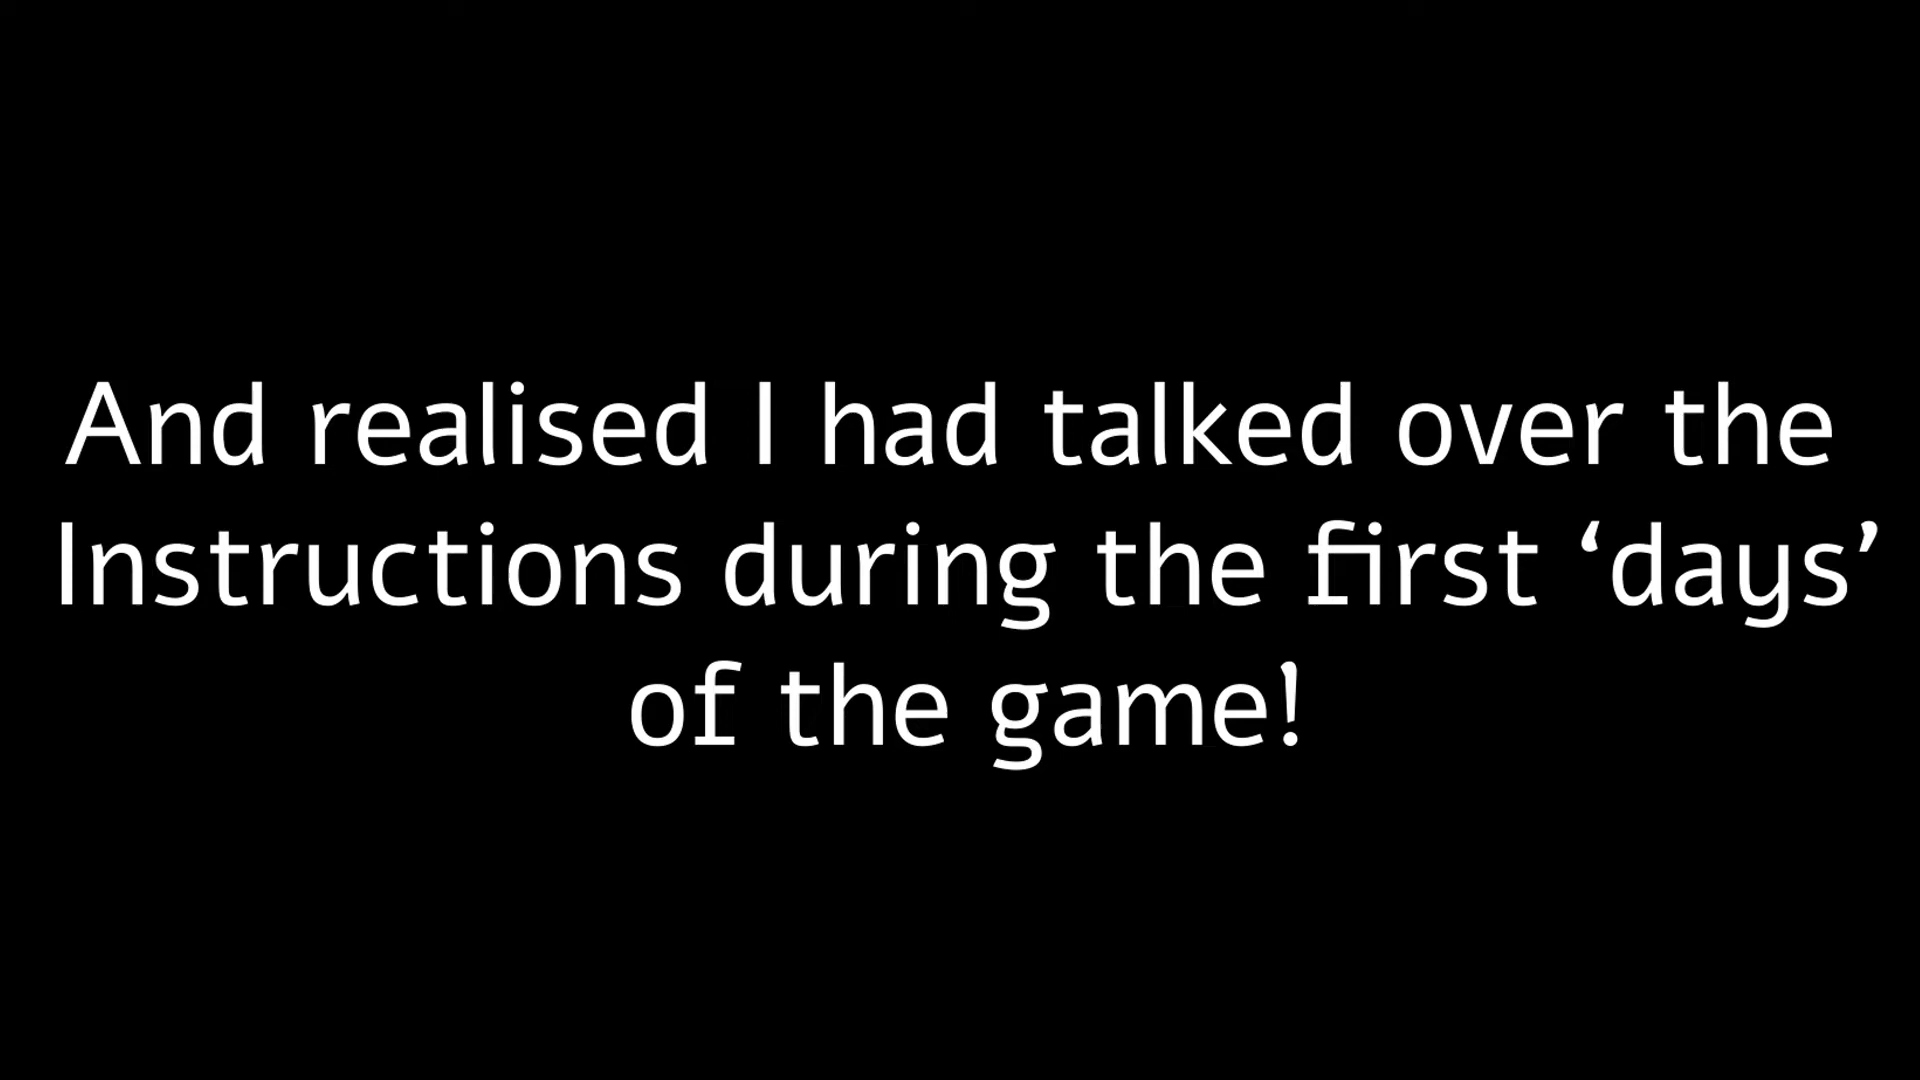 And realised I had talked over the
Instructions during the first ‘days’
of the game!